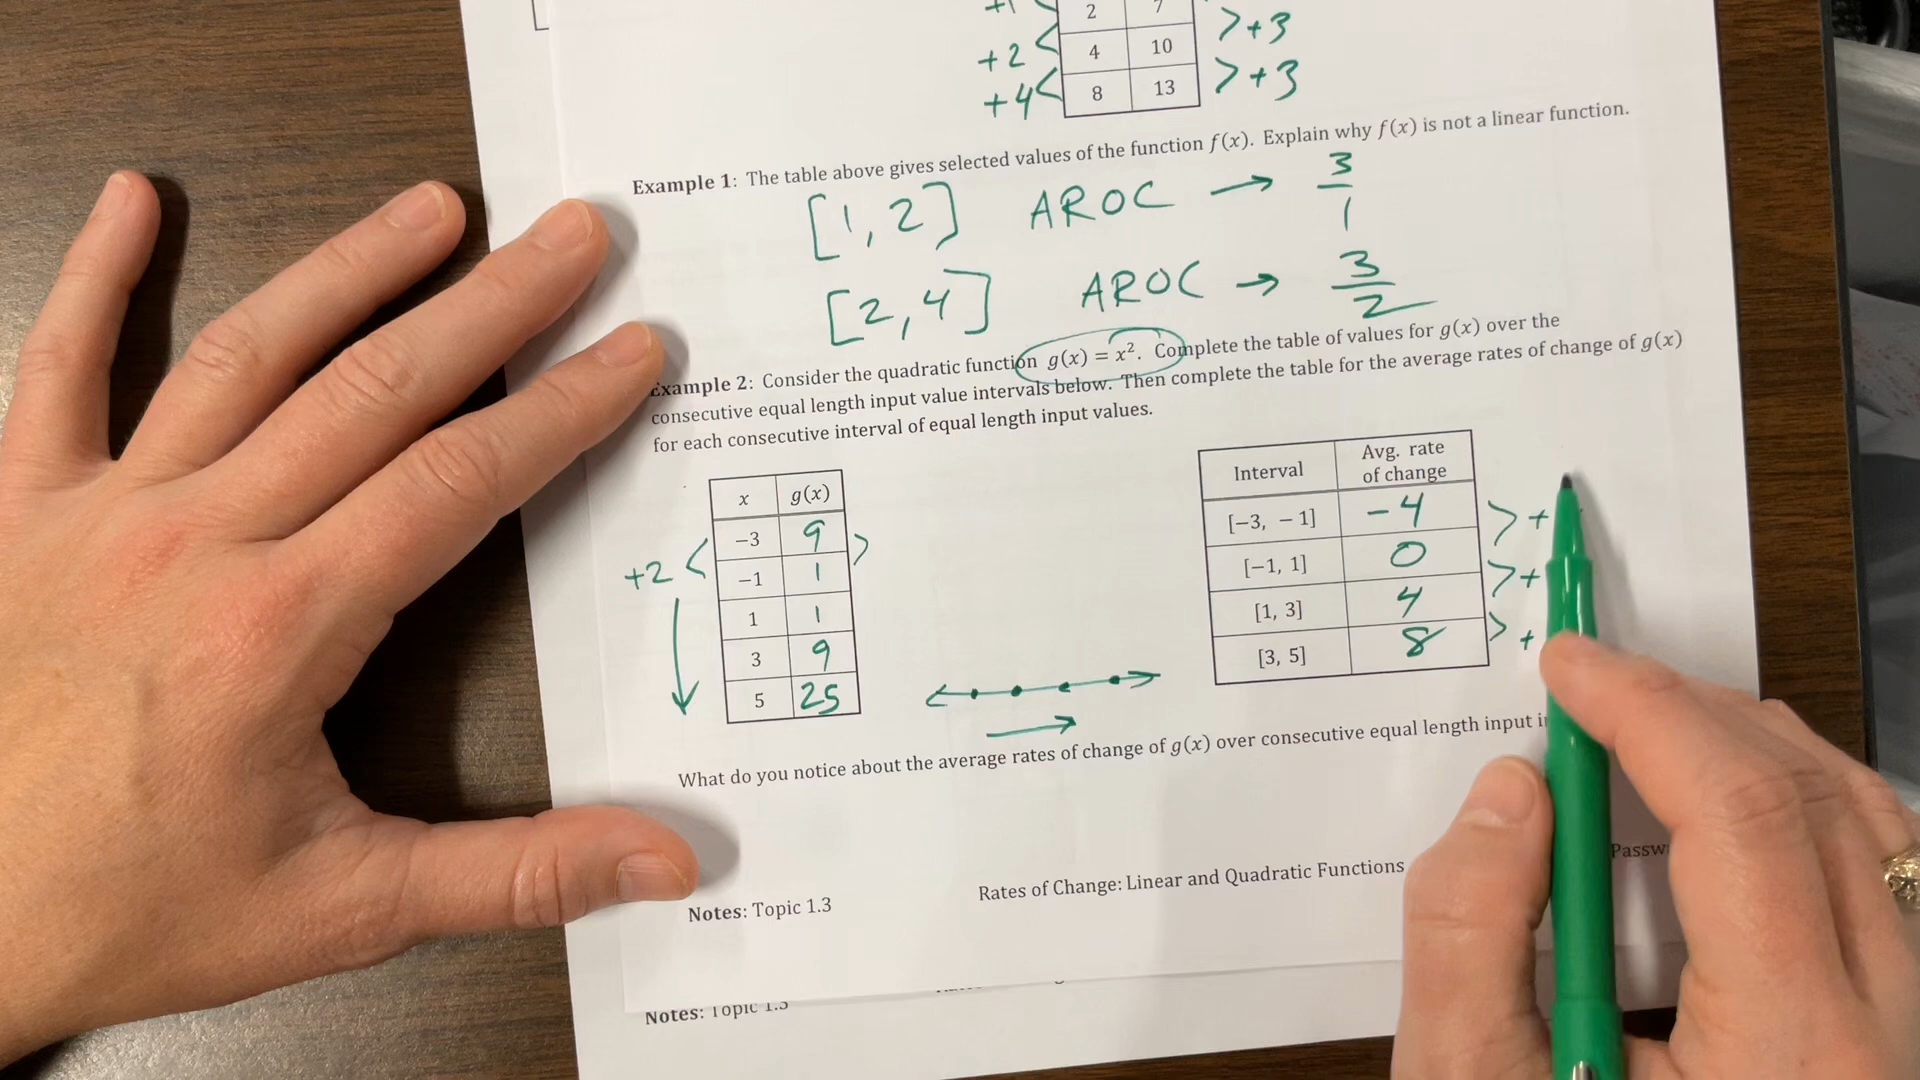 +1 2 7
+2 < 4 10 > +3
+4 < 8 13 > +3
Example 1: The table above gives selected values of the function f(x). Explain why f(x) is not a linear function.
[1, 2] AROC → 3/1
[2, 4] AROC → 3/2
Example 2: Consider the quadratic function g(x) = x². Complete the table of values for g(x) over the
consecutive equal length input value intervals below. Then complete the table for the average rates of change of g(x)
for each consecutive interval of equal length input values.
x g(x)
−3 9
+2 < >
−1 1
1 1
3 9
5 25
Interval Avg. rate of change
[−3, −1] −4 > +
[−1, 1] 0 > +
[1, 3] 4 > +
[3, 5] 8
What do you notice about the average rates of change of g(x) over consecutive equal length input
Notes: Topic 1.3 Rates of Change: Linear and Quadratic Functions
Notes: Topic 1.3